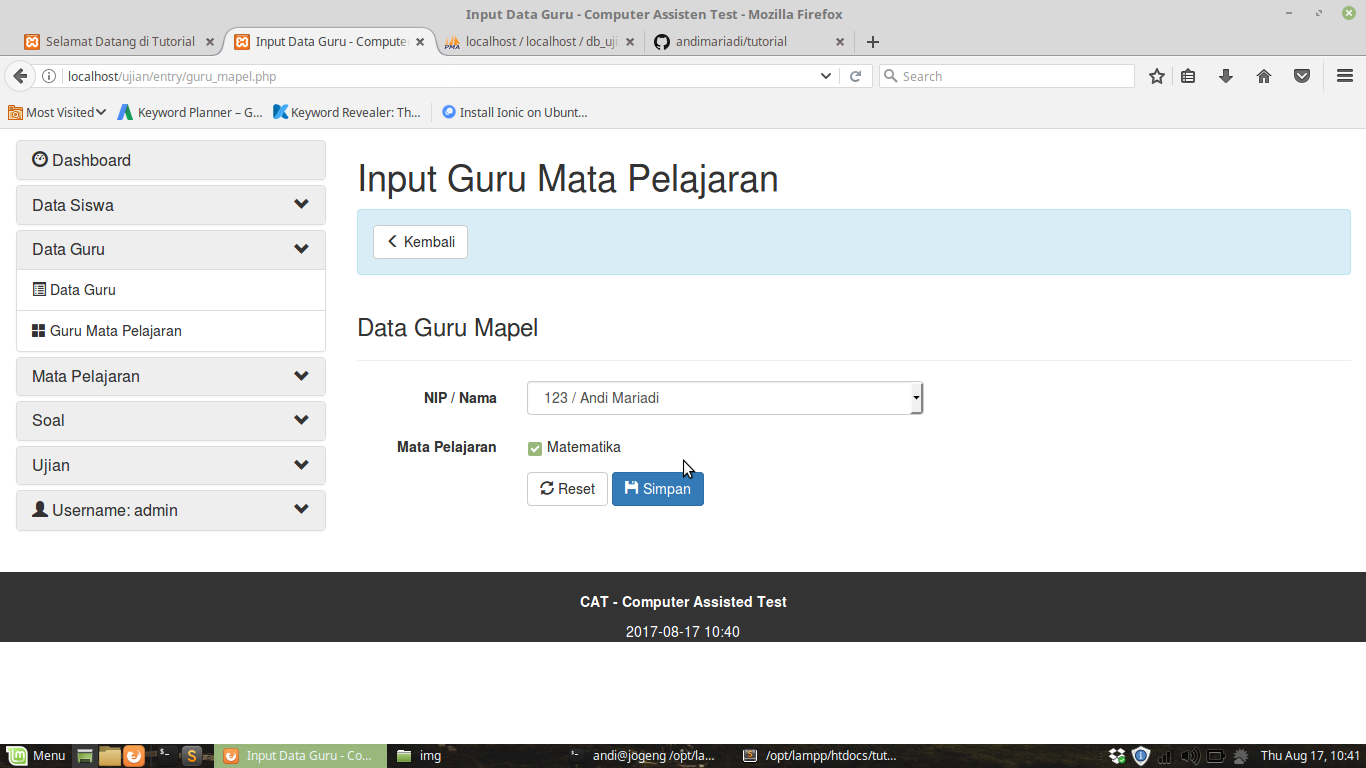 Input Data Guru - Computer Assisten Test - Mozilla Firefox
Selamat Datang di Tutorial
Input Data Guru - Compute
localhost / localhost / db_uji
andimariadi/tutorial
localhost/ujian/entry/guru_mapel.php
Search
Most Visited
Keyword Planner – G...
Keyword Revealer: Th...
Install Ionic on Ubunt...
Dashboard
Data Siswa
Data Guru
Data Guru
Guru Mata Pelajaran
Mata Pelajaran
Soal
Ujian
Username: admin
Input Guru Mata Pelajaran
Kembali
Data Guru Mapel
NIP / Nama
123 / Andi Mariadi
Mata Pelajaran
Matematika
Reset
Simpan
CAT - Computer Assisted Test
2017-08-17 10:40
Menu
Input Data Guru - Co...
img
andi@jogeng /opt/la...
/opt/lampp/htdocs/tut...
Thu Aug 17, 10:41